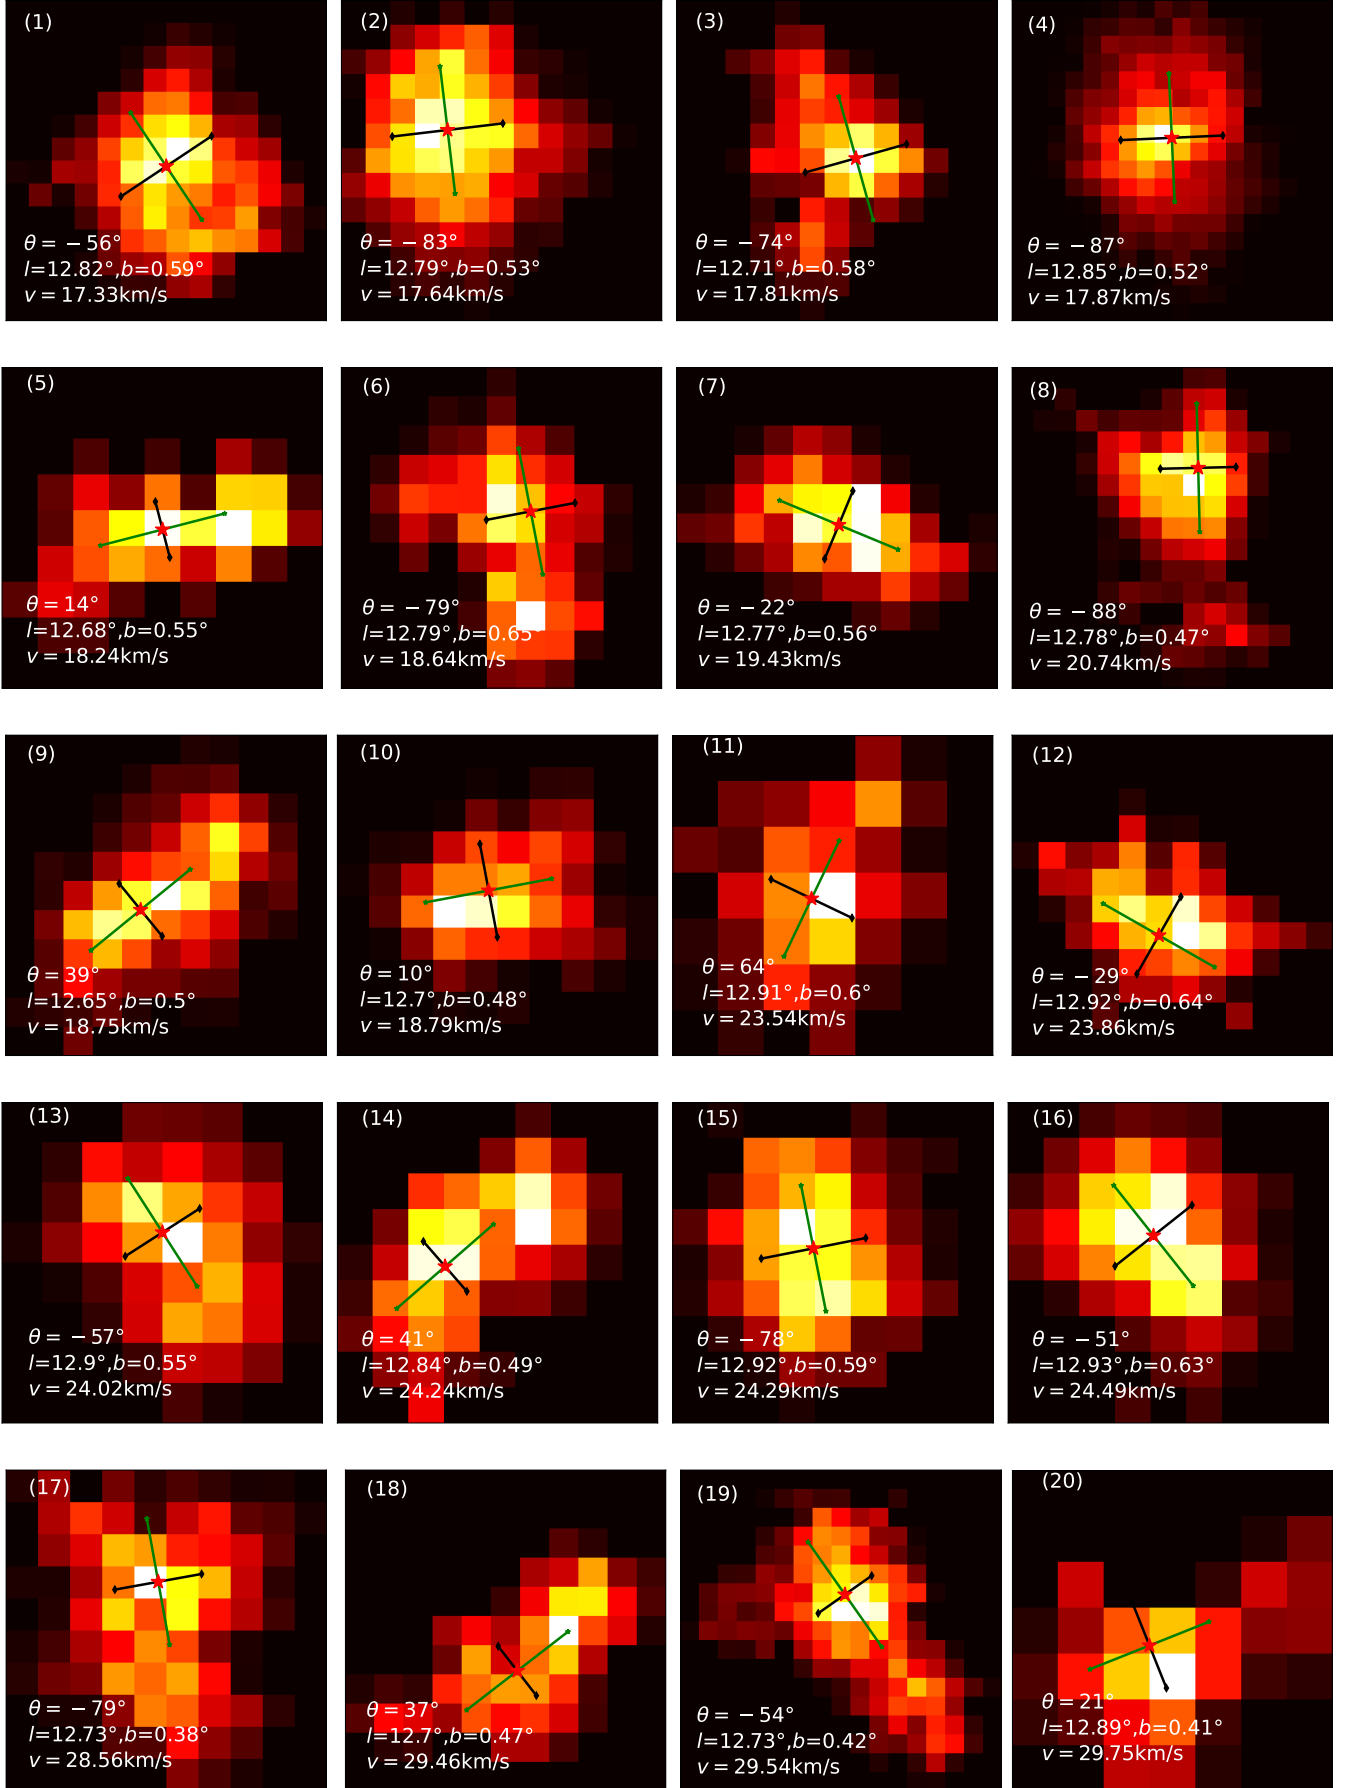 (1)
θ = −56°
l=12.82°,b=0.59°
v = 17.33km/s
(2)
θ = −83°
l=12.79°,b=0.53°
v = 17.64km/s
(3)
θ = −74°
l=12.71°,b=0.58°
v = 17.81km/s
(4)
θ = −87°
l=12.85°,b=0.52°
v = 17.87km/s
(5)
θ = 14°
l=12.68°,b=0.55°
v = 18.24km/s
(6)
θ = −79°
l=12.79°,b=0.65°
v = 18.64km/s
(7)
θ = −22°
l=12.77°,b=0.56°
v = 19.43km/s
(8)
θ = −88°
l=12.78°,b=0.47°
v = 20.74km/s
(9)
θ = 39°
l=12.65°,b=0.5°
v = 18.75km/s
(10)
θ = 10°
l=12.7°,b=0.48°
v = 18.79km/s
(11)
θ = 64°
l=12.91°,b=0.6°
v = 23.54km/s
(12)
θ = −29°
l=12.92°,b=0.64°
v = 23.86km/s
(13)
θ = −57°
l=12.9°,b=0.55°
v = 24.02km/s
(14)
θ = 41°
l=12.84°,b=0.49°
v = 24.24km/s
(15)
θ = −78°
l=12.92°,b=0.59°
v = 24.29km/s
(16)
θ = −51°
l=12.93°,b=0.63°
v = 24.49km/s
(17)
θ = −79°
l=12.73°,b=0.38°
v = 28.56km/s
(18)
θ = 37°
l=12.7°,b=0.47°
v = 29.46km/s
(19)
θ = −54°
l=12.73°,b=0.42°
v = 29.54km/s
(20)
θ = 21°
l=12.89°,b=0.41°
v = 29.75km/s